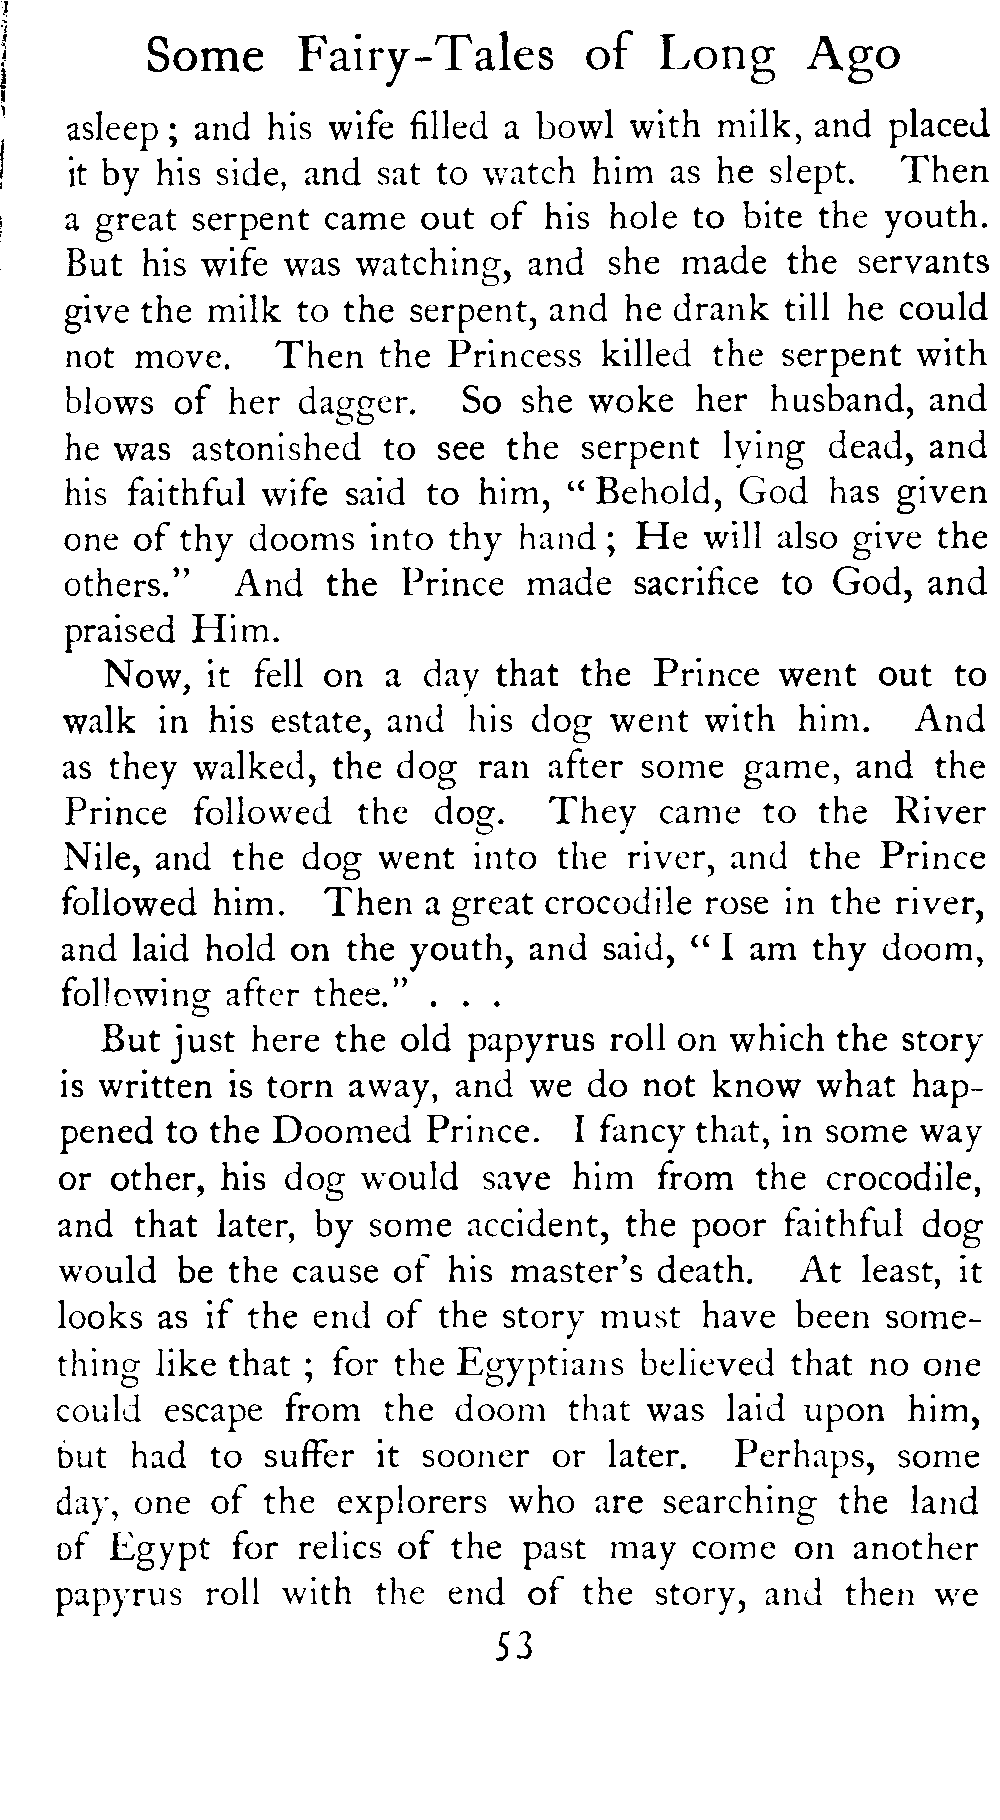 Some Fairy-Tales of Long Ago
asleep; and his wife filled a bowl with milk, and placed
it by his side, and sat to watch him as he slept. Then
a great serpent came out of his hole to bite the youth.
But his wife was watching, and she made the servants
give the milk to the serpent, and he drank till he could
not move. Then the Princess killed the serpent with
blows of her dagger. So she woke her husband, and
he was astonished to see the serpent lying dead, and
his faithful wife said to him, "Behold, God has given
one of thy dooms into thy hand; He will also give the
others." And the Prince made sacrifice to God, and
praised Him.
Now, it fell on a day that the Prince went out to
walk in his estate, and his dog went with him. And
as they walked, the dog ran after some game, and the
Prince followed the dog. They came to the River
Nile, and the dog went into the river, and the Prince
followed him. Then a great crocodile rose in the river,
and laid hold on the youth, and said, "I am thy doom,
following after thee." . . .
But just here the old papyrus roll on which the story
is written is torn away, and we do not know what hap-
pened to the Doomed Prince. I fancy that, in some way
or other, his dog would save him from the crocodile,
and that later, by some accident, the poor faithful dog
would be the cause of his master's death. At least, it
looks as if the end of the story must have been some-
thing like that; for the Egyptians believed that no one
could escape from the doom that was laid upon him,
but had to suffer it sooner or later. Perhaps, some
day, one of the explorers who are searching the land
of Egypt for relics of the past may come on another
papyrus roll with the end of the story, and then we
53